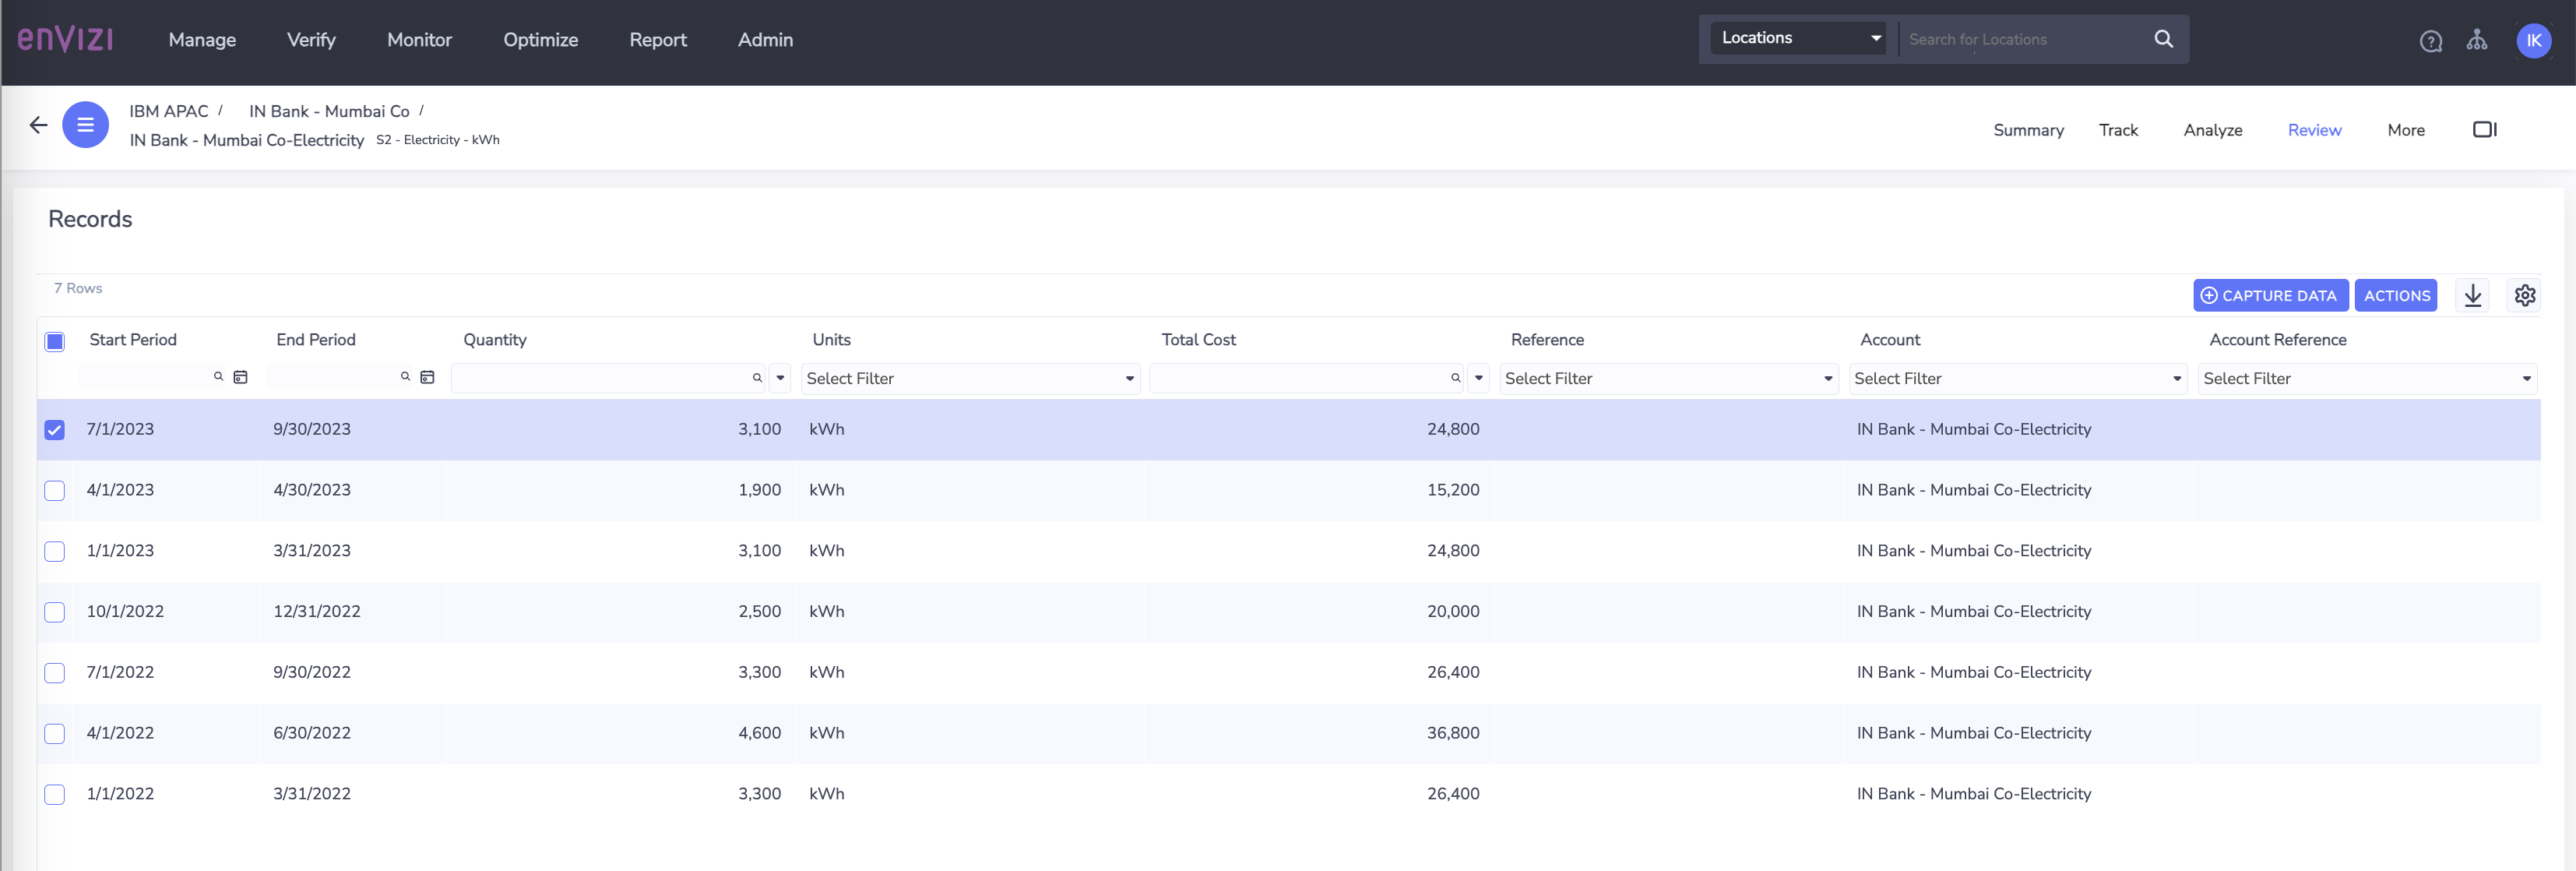 enVizi Manage Verify Monitor Optimize Report Admin Locations Search for Locations IK
IBM APAC / IN Bank - Mumbai Co /
IN Bank - Mumbai Co-Electricity S2 - Electricity - kWh
Summary Track Analyze Review More
Records
7 Rows
CAPTURE DATA ACTIONS
Start Period End Period Quantity Units Total Cost Reference Account Account Reference
Select Filter Select Filter Select Filter Select Filter
7/1/2023 9/30/2023 3,100 kWh 24,800 IN Bank - Mumbai Co-Electricity
4/1/2023 4/30/2023 1,900 kWh 15,200 IN Bank - Mumbai Co-Electricity
1/1/2023 3/31/2023 3,100 kWh 24,800 IN Bank - Mumbai Co-Electricity
10/1/2022 12/31/2022 2,500 kWh 20,000 IN Bank - Mumbai Co-Electricity
7/1/2022 9/30/2022 3,300 kWh 26,400 IN Bank - Mumbai Co-Electricity
4/1/2022 6/30/2022 4,600 kWh 36,800 IN Bank - Mumbai Co-Electricity
1/1/2022 3/31/2022 3,300 kWh 26,400 IN Bank - Mumbai Co-Electricity